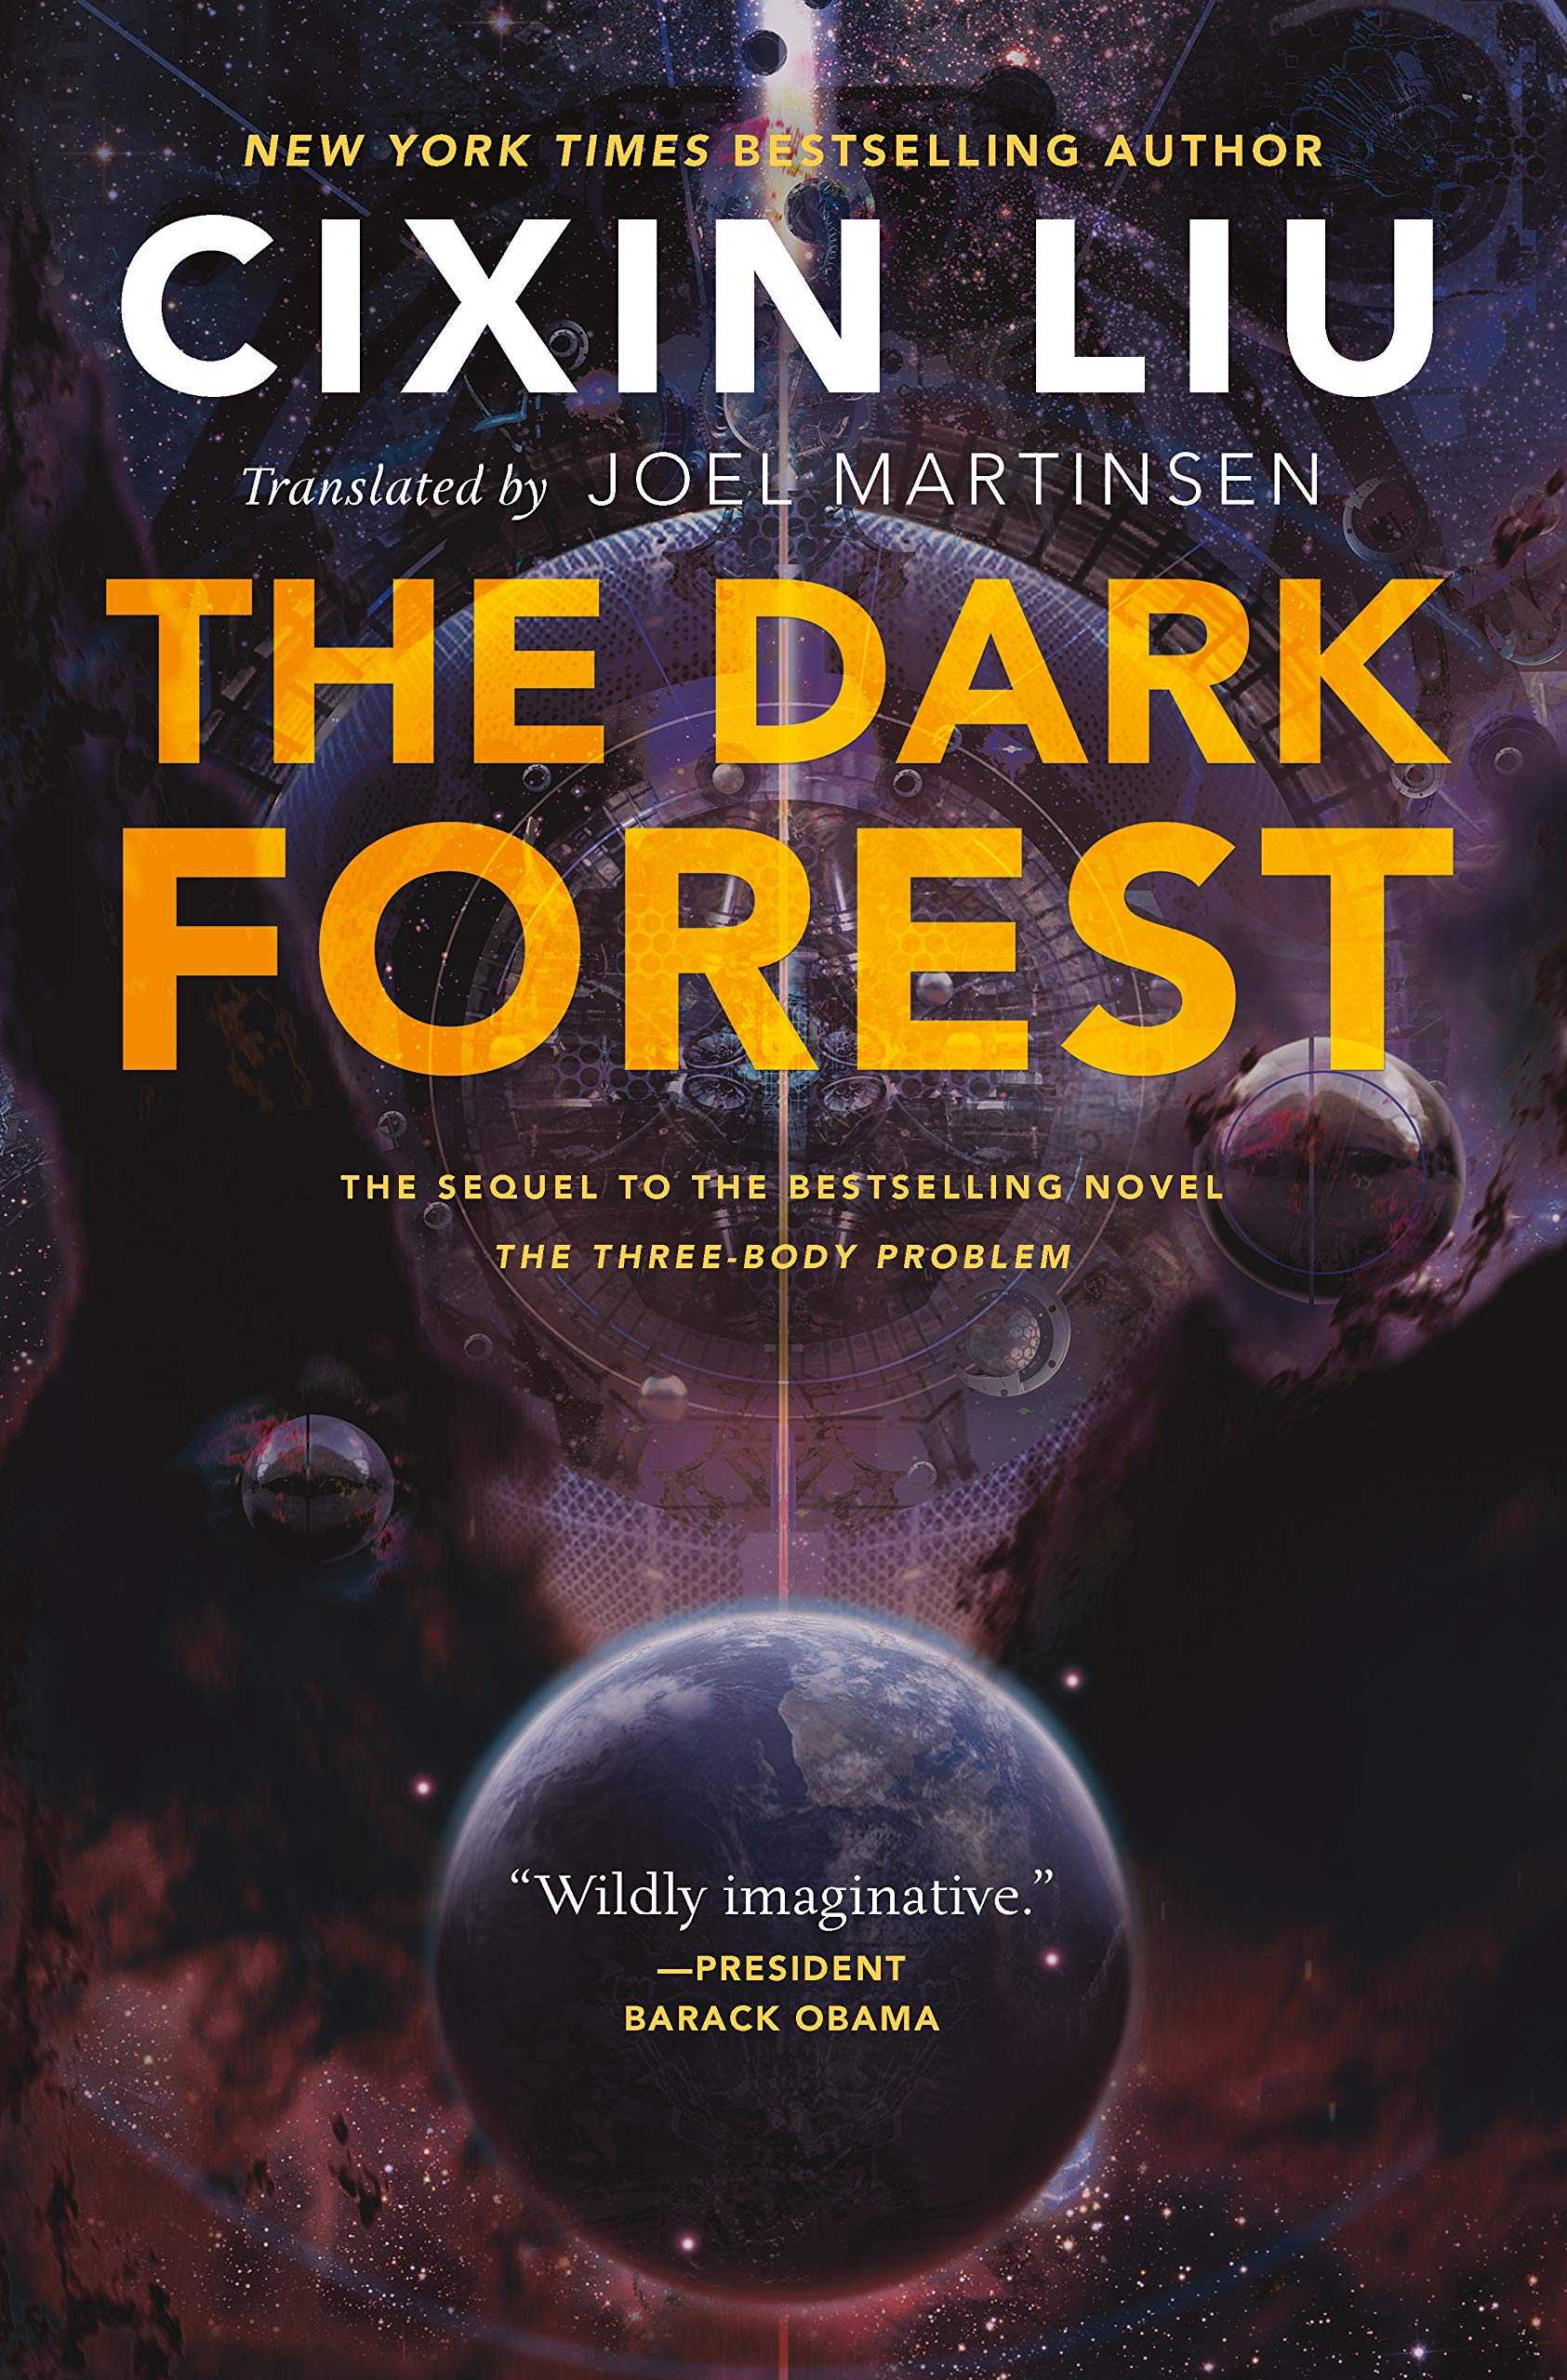 NEW YORK TIMES BESTSELLING AUTHOR
CIXIN LIU
Translated by JOEL MARTINSEN
THE DARK
FOREST
THE SEQUEL TO THE BESTSELLING NOVEL
THE THREE-BODY PROBLEM
“Wildly imaginative.”
—PRESIDENT
BARACK OBAMA